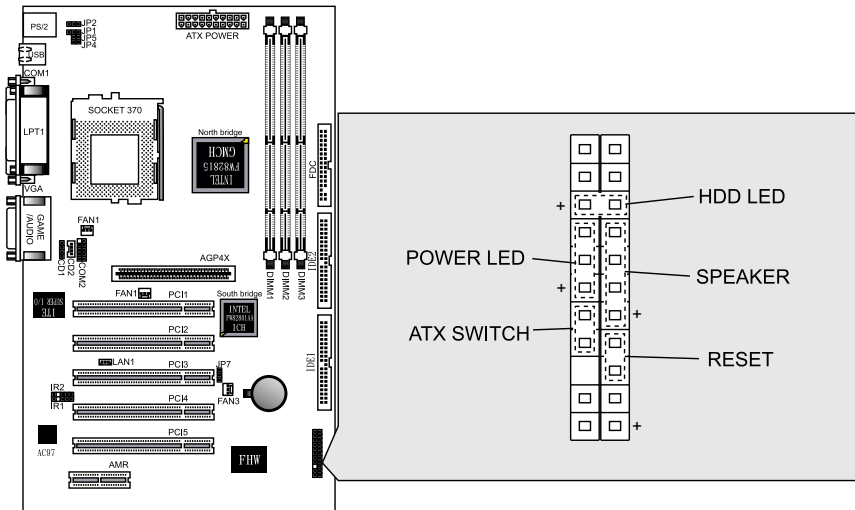 PS/2
JP2
JP1
JP5
JP4
ATX POWER
USB
COM1
SOCKET 370
LPT1
North bridge
INTEL
FW82815
GMCH
FDC
VGA
GAME
/AUDIO
FAN1
CD1
CD2
COM2
AGP4X
DIMM1
DIMM2
DIMM3
IDE2
FAN1
PCI1
South bridge
ITE
SUPER I/O
INTEL
FW82801AA
ICH
PCI2
IDE1
LAN1
PCI3
JP7
IR2
IR1
PCI4
FAN3
PCI5
AC97
FHW
AMR
+
HDD LED
POWER LED
+
SPEAKER
+
ATX SWITCH
RESET
+